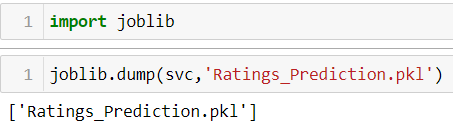 1 import joblib
1 joblib.dump(svc,'Ratings_Prediction.pkl')
['Ratings_Prediction.pkl']